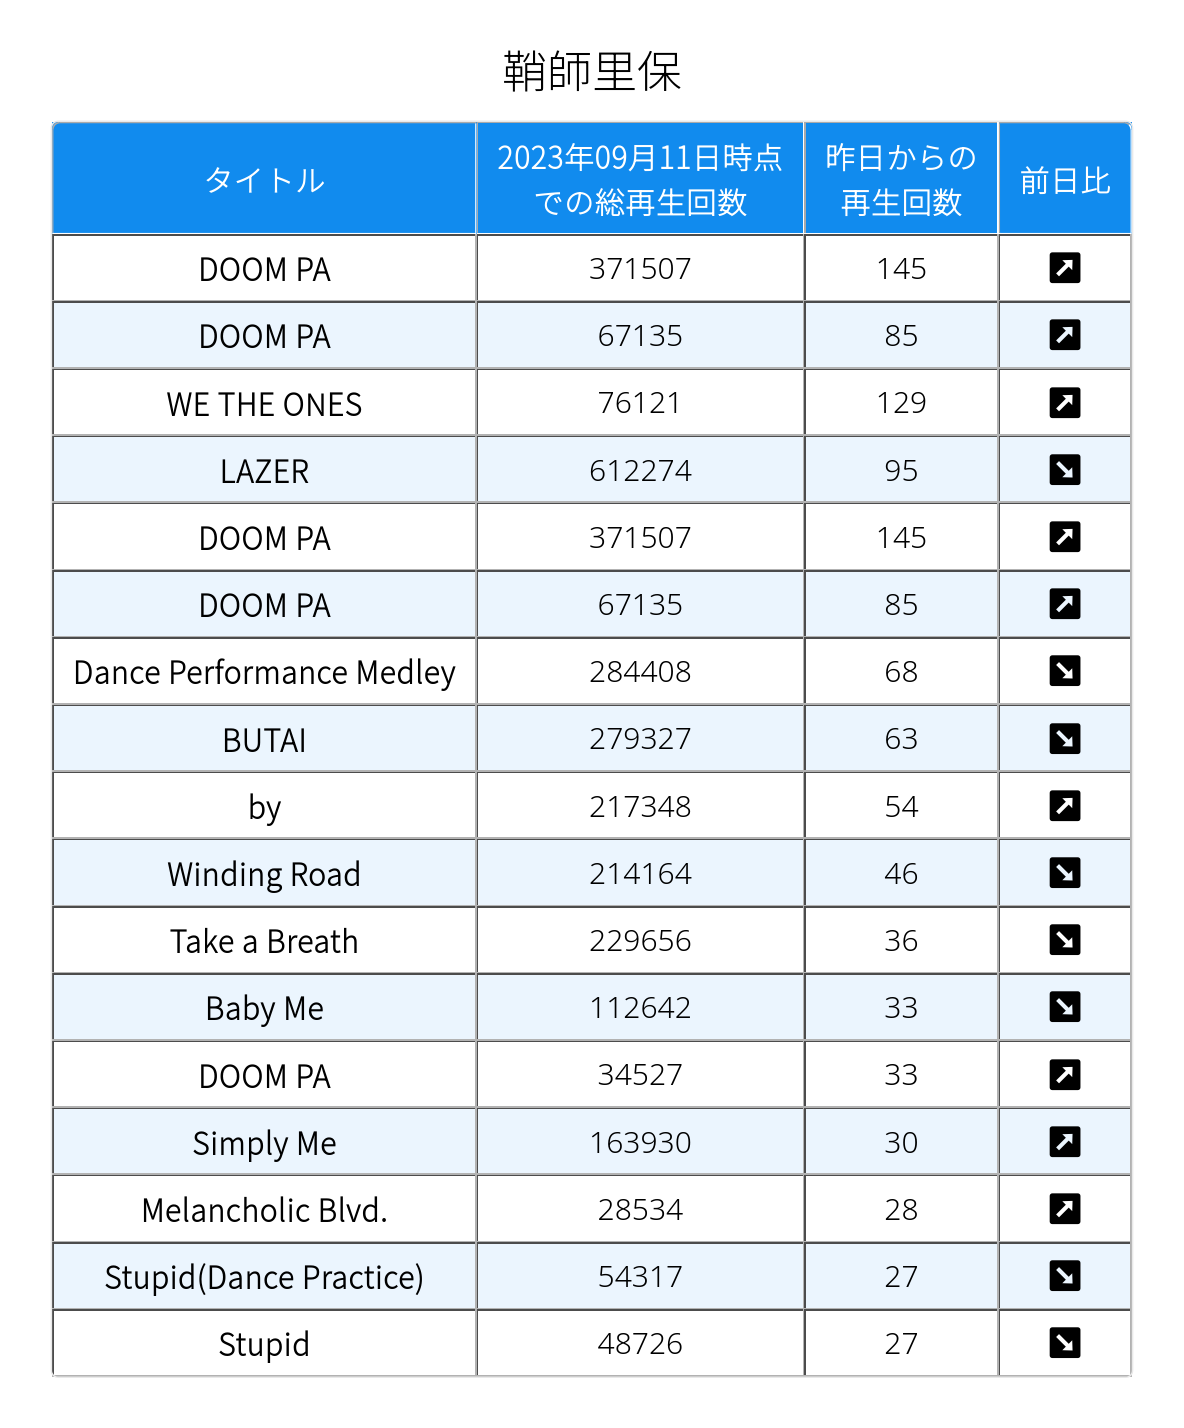 鞘師里保
タイトル 2023年09月11日時点での総再生回数 昨日からの再生回数 前日比
DOOM PA 371507 145 ↗
DOOM PA 67135 85 ↗
WE THE ONES 76121 129 ↗
LAZER 612274 95 ↘
DOOM PA 371507 145 ↗
DOOM PA 67135 85 ↗
Dance Performance Medley 284408 68 ↘
BUTAI 279327 63 ↘
by 217348 54 ↗
Winding Road 214164 46 ↘
Take a Breath 229656 36 ↘
Baby Me 112642 33 ↘
DOOM PA 34527 33 ↗
Simply Me 163930 30 ↗
Melancholic Blvd. 28534 28 ↗
Stupid(Dance Practice) 54317 27 ↘
Stupid 48726 27 ↘